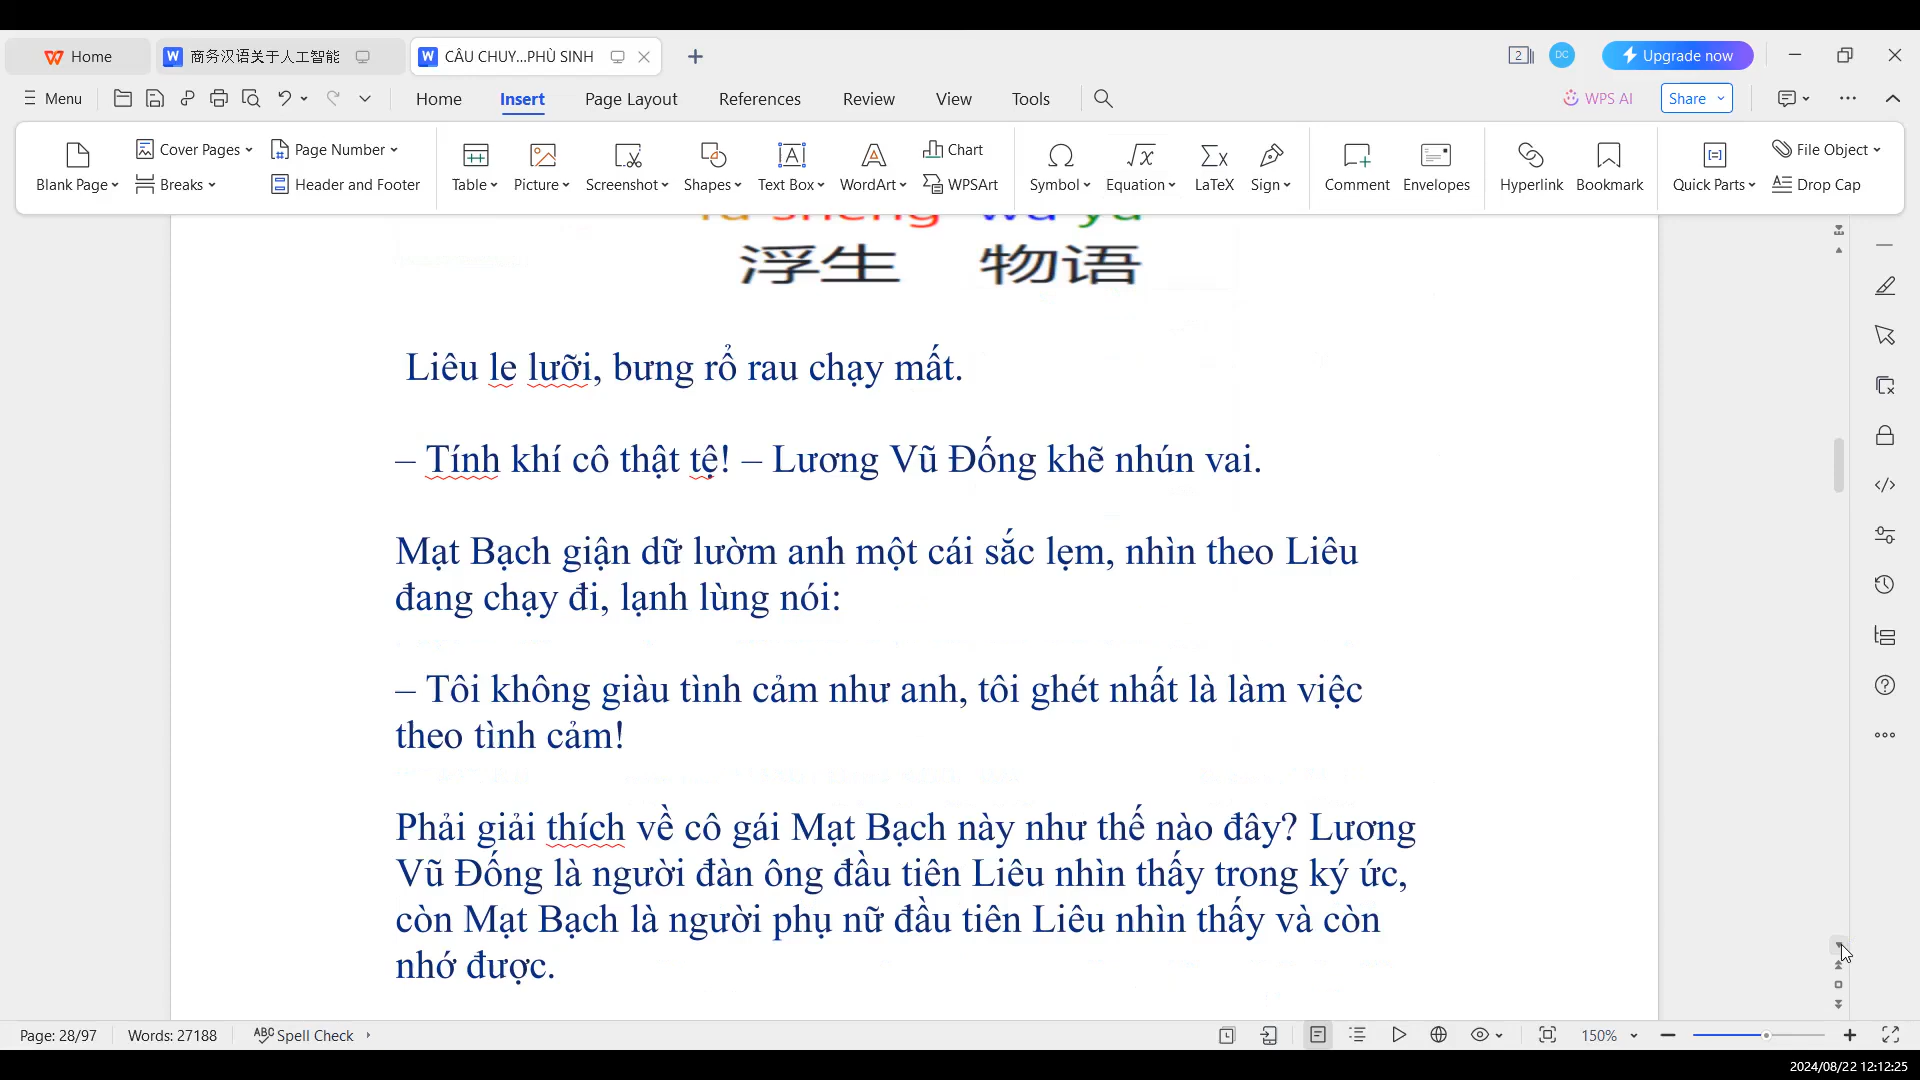 Home
商务汉语关于人工智能
CÂU CHUY...PHÙ SINH
2
DC
Upgrade now
Menu
Home
Insert
Page Layout
References
Review
View
Tools
WPS AI
Share
Blank Page
Cover Pages
Breaks
Page Number
Header and Footer
Table
Picture
Screenshot
Shapes
Text Box
WordArt
Chart
WPSArt
Symbol
Equation
LaTeX
Sign
Comment
Envelopes
Hyperlink
Bookmark
Quick Parts
File Object
Drop Cap
fú shēng wù yǔ
浮生 物语
Liêu le lưỡi, bưng rổ rau chạy mất.
– Tính khí cô thật tệ! – Lương Vũ Đống khẽ nhún vai.
Mạt Bạch giận dữ lườm anh một cái sắc lẹm, nhìn theo Liêu
đang chạy đi, lạnh lùng nói:
– Tôi không giàu tình cảm như anh, tôi ghét nhất là làm việc
theo tình cảm!
Phải giải thích về cô gái Mạt Bạch này như thế nào đây? Lương
Vũ Đống là người đàn ông đầu tiên Liêu nhìn thấy trong ký ức,
còn Mạt Bạch là người phụ nữ đầu tiên Liêu nhìn thấy và còn
nhớ được.
Page: 28/97
Words: 27188
Spell Check
150%
2024/08/22 12:12:25